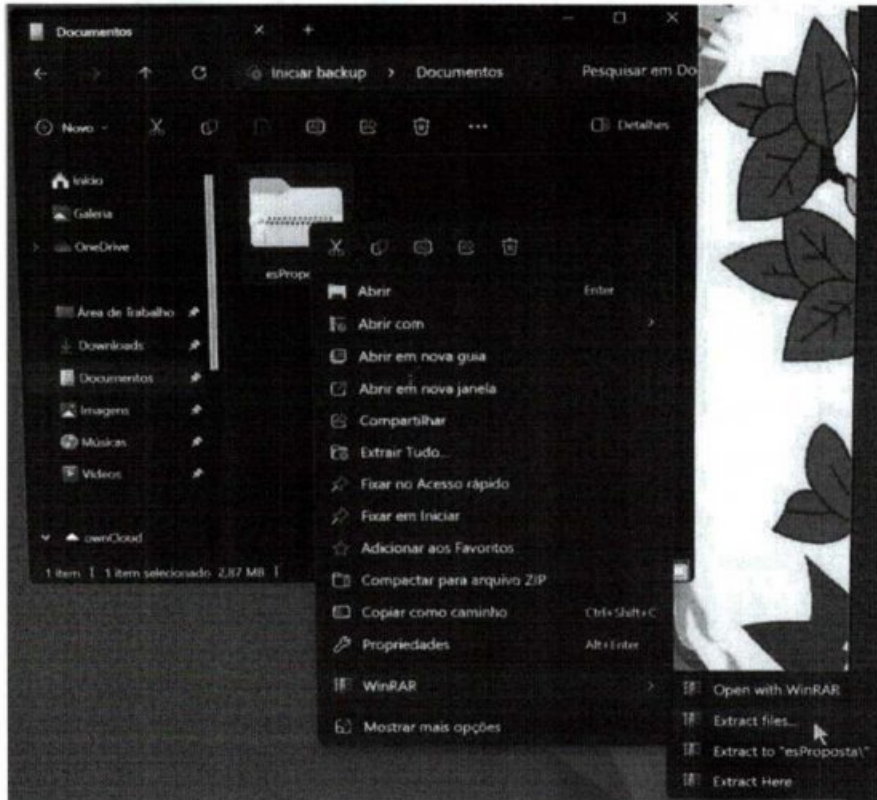 Documentos
Iniciar backup > Documentos Pesquisar em Do
Novo Detalhes
Início
Galeria
OneDrive
Área de Trabalho
Downloads
Documentos
Imagens
Músicas
Vídeos
ownCloud
1 item 1 item selecionado 2,87 MB
esPropo
Abrir Enter
Abrir com
Abrir em nova guia
Abrir em nova janela
Compartilhar
Extrair Tudo...
Fixar no Acesso rápido
Fixar em Iniciar
Adicionar aos Favoritos
Compactar para arquivo ZIP
Copiar como caminho Ctrl+Shift+C
Propriedades Alt+Enter
WinRAR
Mostrar mais opções
Open with WinRAR
Extract files...
Extract to "esProposta\"
Extract Here